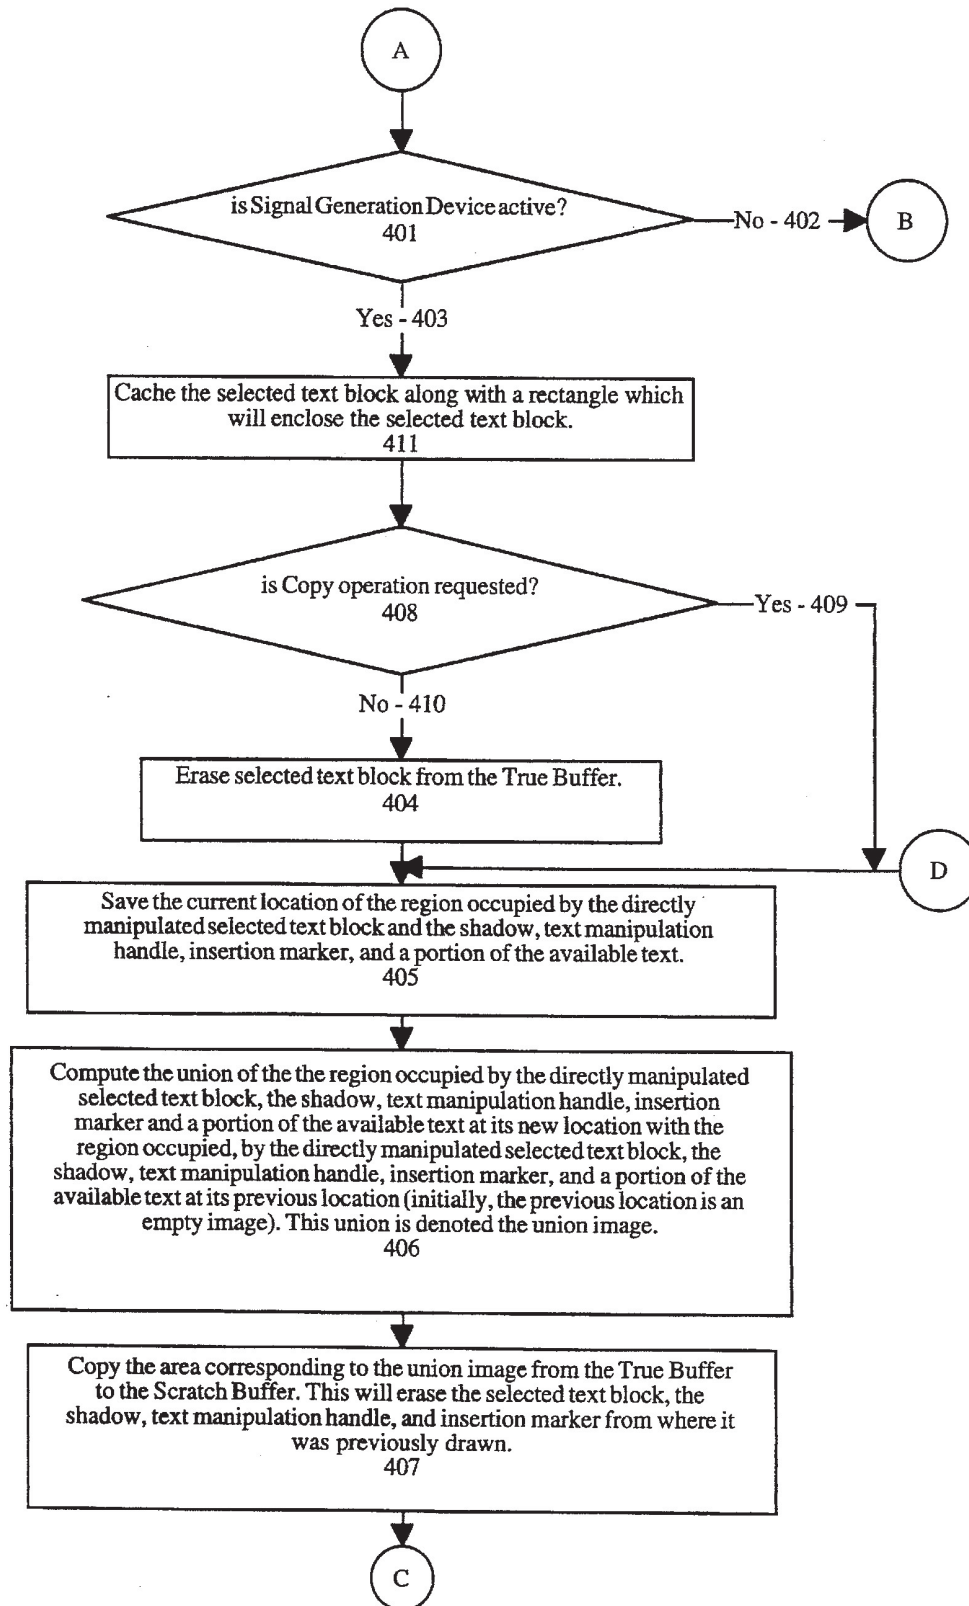 A
is Signal Generation Device active?
401
No - 402
B
Yes - 403
Cache the selected text block along with a rectangle which
will enclose the selected text block.
411
is Copy operation requested?
408
Yes - 409
No - 410
Erase selected text block from the True Buffer.
404
D
Save the current location of the region occupied by the directly
manipulated selected text block and the shadow, text manipulation
handle, insertion marker, and a portion of the available text.
405
Compute the union of the the region occupied by the directly manipulated
selected text block, the shadow, text manipulation handle, insertion
marker and a portion of the available text at its new location with the
region occupied, by the directly manipulated selected text block, the
shadow, text manipulation handle, insertion marker, and a portion of the
available text at its previous location (initially, the previous location is an
empty image). This union is denoted the union image.
406
Copy the area corresponding to the union image from the True Buffer
to the Scratch Buffer. This will erase the selected text block, the
shadow, text manipulation handle, and insertion marker from where it
was previously drawn.
407
C